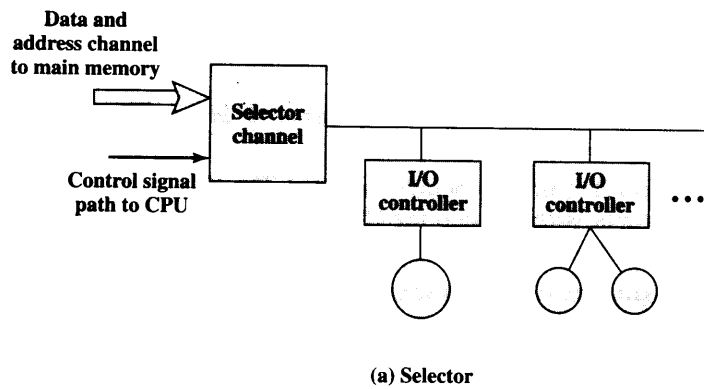 Data and
address channel
to main memory
Selector
channel
Control signal
path to CPU
I/O
controller
I/O
controller
...
(a) Selector